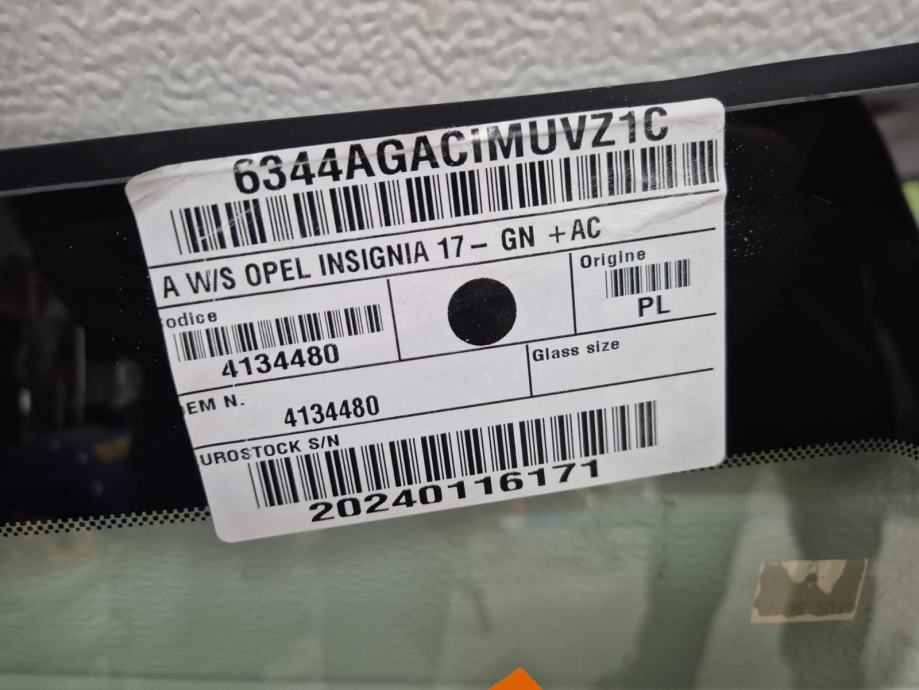 6344AGACIMUVZ1C
A W/S OPEL INSIGNIA 17- GN +AC
odice
4134480
Origine
PL
Glass size
EM N.
4134480
UROSTOCK S/N
20240116171